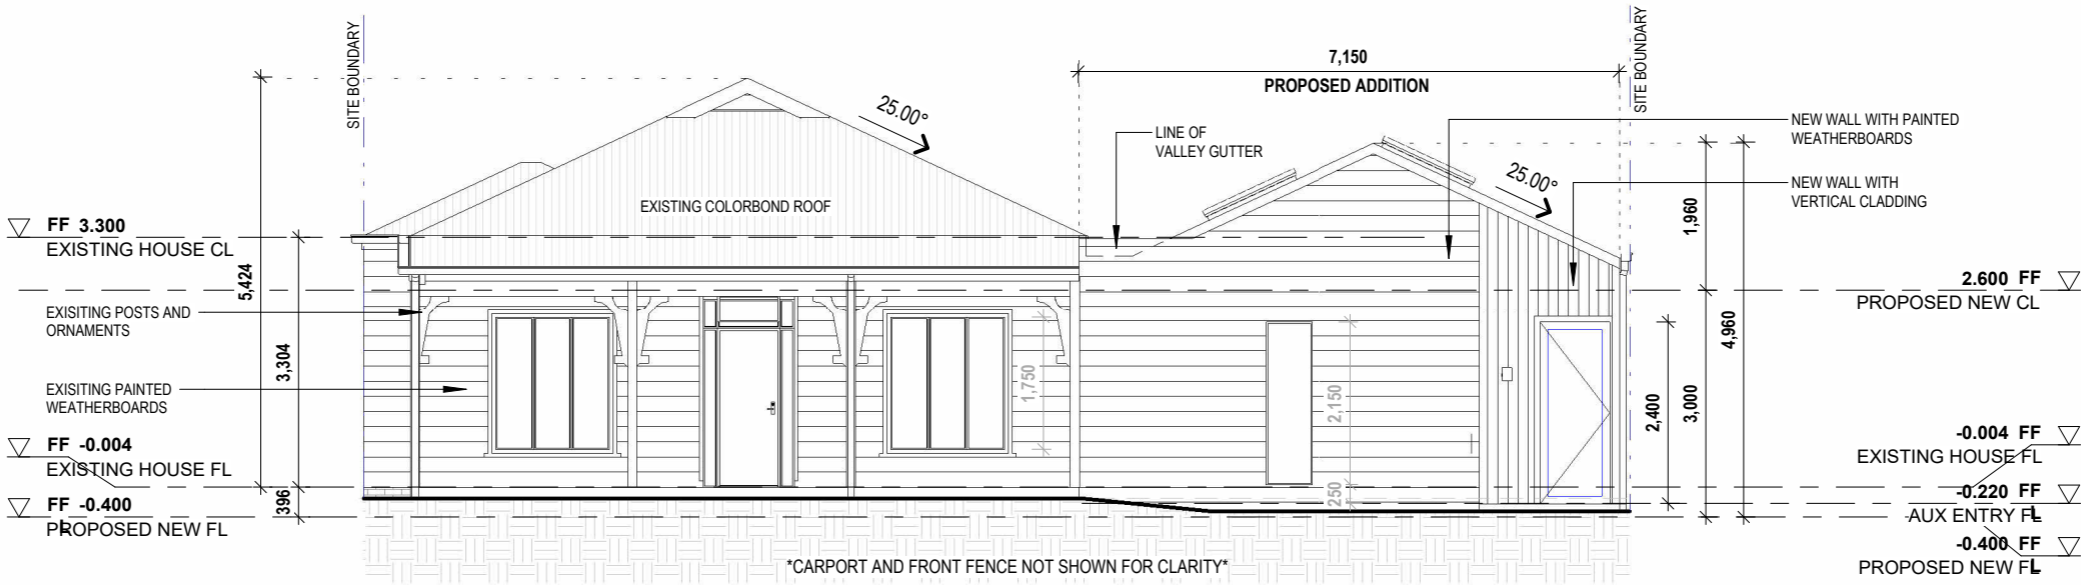 SITE BOUNDARY
SITE BOUNDARY
7,150
PROPOSED ADDITION
25.00°
LINE OF
VALLEY GUTTER
NEW WALL WITH PAINTED
WEATHERBOARDS
25.00°
NEW WALL WITH
VERTICAL CLADDING
EXISTING COLORBOND ROOF
FF 3.300
EXISTING HOUSE CL
5,424
1,960
4,960
2.600 FF
PROPOSED NEW CL
EXISITING POSTS AND
ORNAMENTS
3,304
1,750
2,150
2,400
3,000
EXISITING PAINTED
WEATHERBOARDS
FF -0.004
EXISTING HOUSE FL
-0.004 FF
EXISTING HOUSE FL
396
250
FF -0.400
L
PROPOSED NEW FL
-0.220 FF
L
AUX ENTRY FL
-0.400 FF
L
PROPOSED NEW FL
*CARPORT AND FRONT FENCE NOT SHOWN FOR CLARITY*